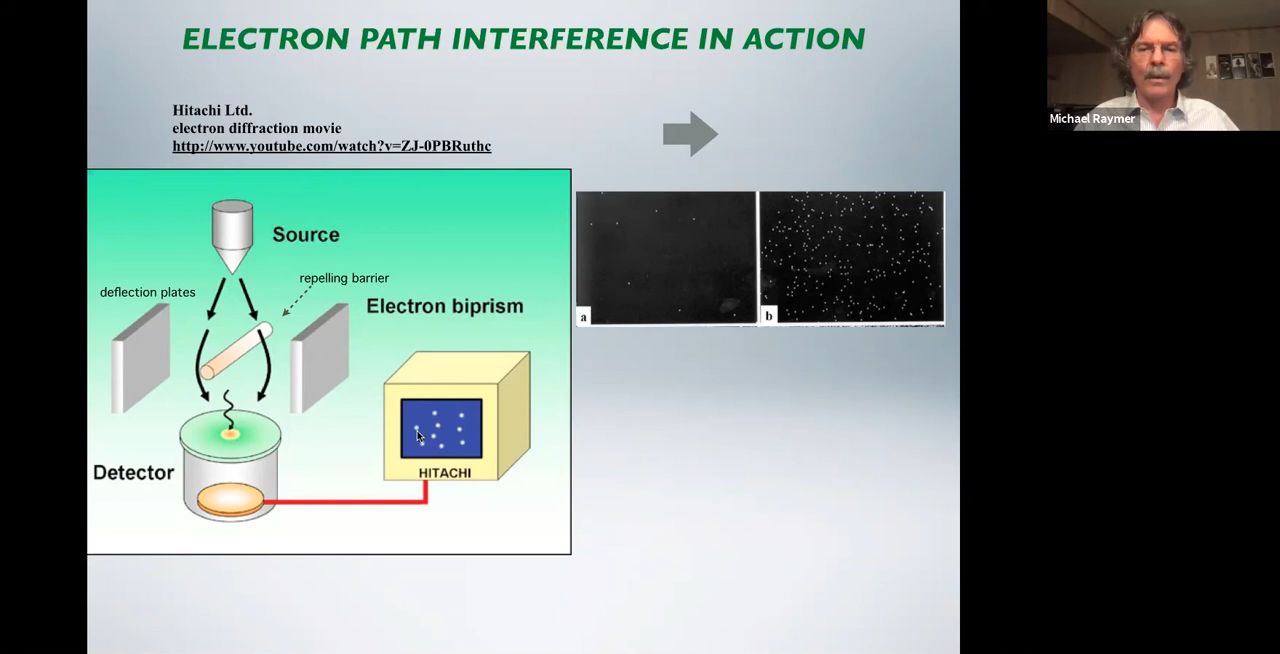 ELECTRON PATH INTERFERENCE IN ACTION
Michael Raymer
Hitachi Ltd.
electron diffraction movie
http://www.youtube.com/watch?v=ZJ-0PBRuthc
Source
deflection plates
repelling barrier
Electron biprism
a
b
Detector
HITACHI